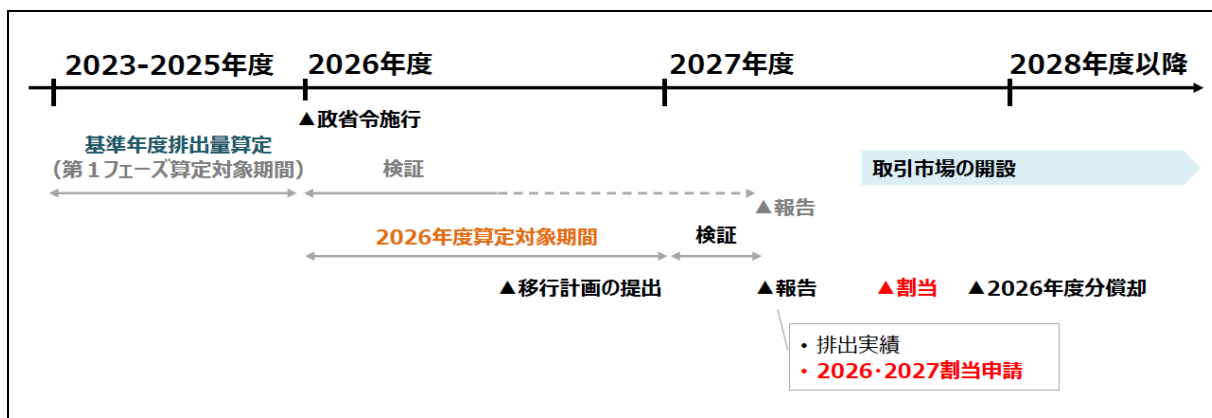 2023-2025年度
2026年度
2027年度
2028年度以降
▲政省令施行
基準年度排出量算定
(第１フェーズ算定対象期間)
検証
取引市場の開設
▲報告
2026年度算定対象期間
検証
▲移行計画の提出
▲報告
▲割当
▲2026年度分償却
・排出実績
・2026・2027割当申請